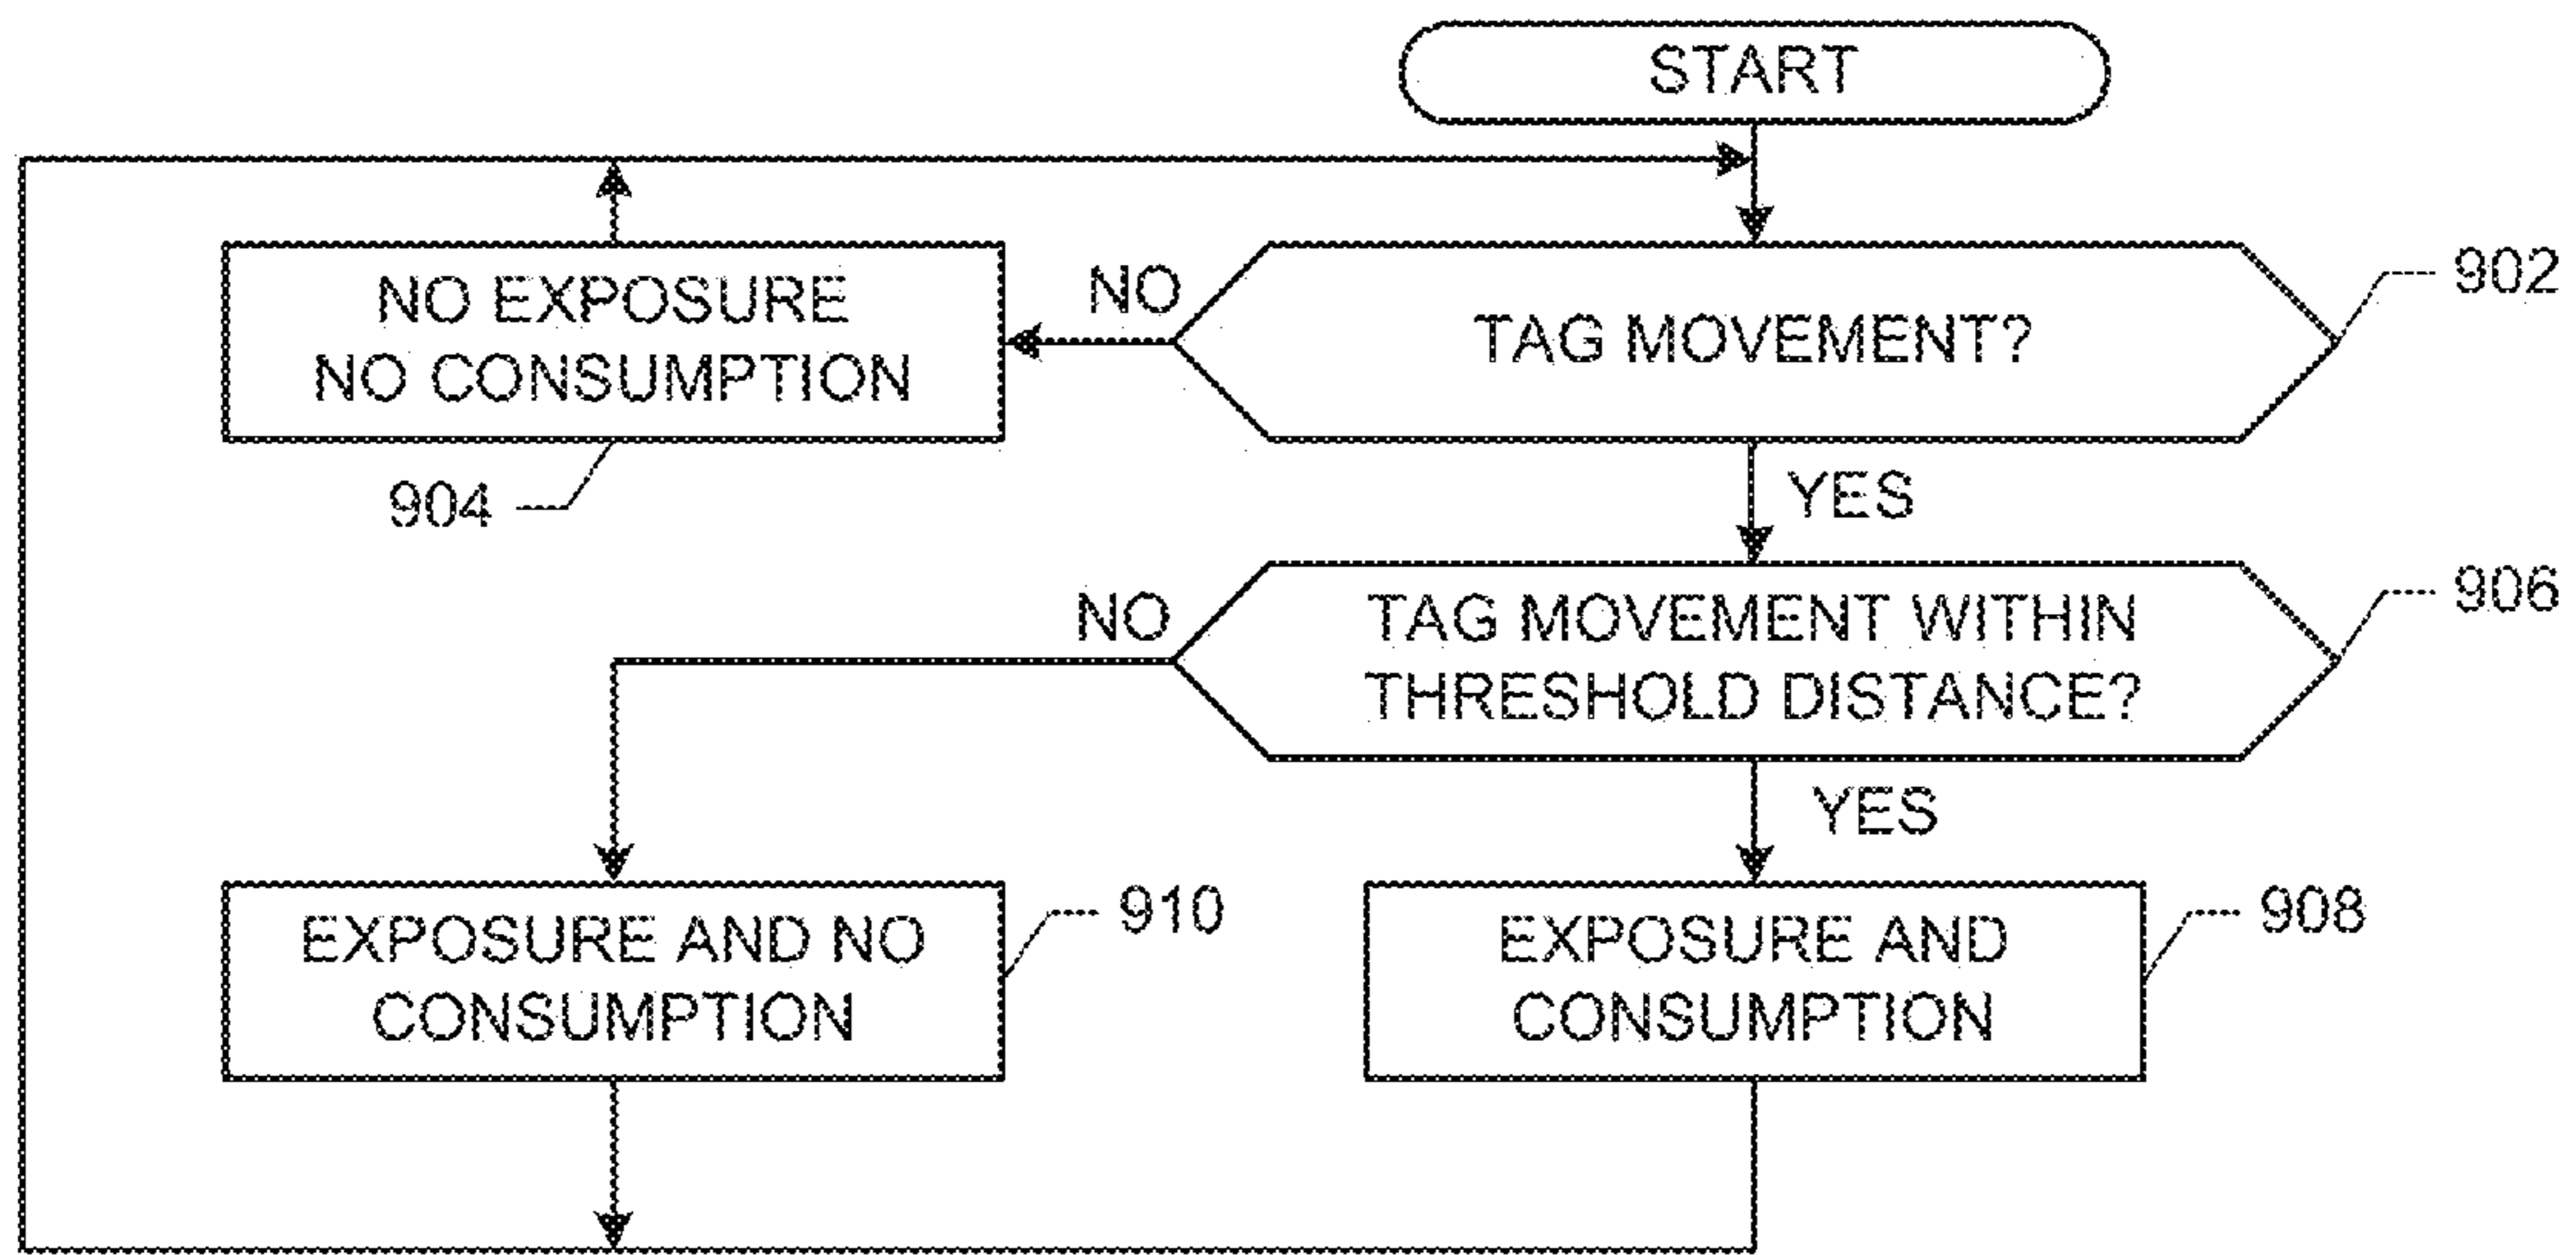 START
NO EXPOSURE
NO CONSUMPTION
NO
TAG MOVEMENT?
902
904
YES
NO
TAG MOVEMENT WITHIN
THRESHOLD DISTANCE?
906
YES
EXPOSURE AND NO
CONSUMPTION
910
EXPOSURE AND
CONSUMPTION
908